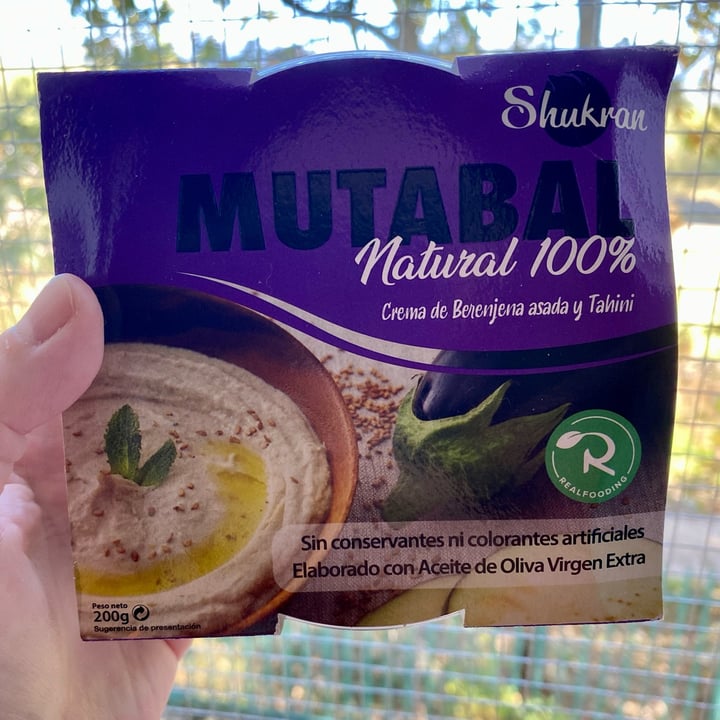 Shukran
MUTABAL
Natural 100%
Crema de Berenjena asada y Tahini
R
REALFOODING
Sin conservantes ni colorantes artificiales
Elaborado con Aceite de Oliva Virgen Extra
Peso neto
200g
Sugerencia de presentación